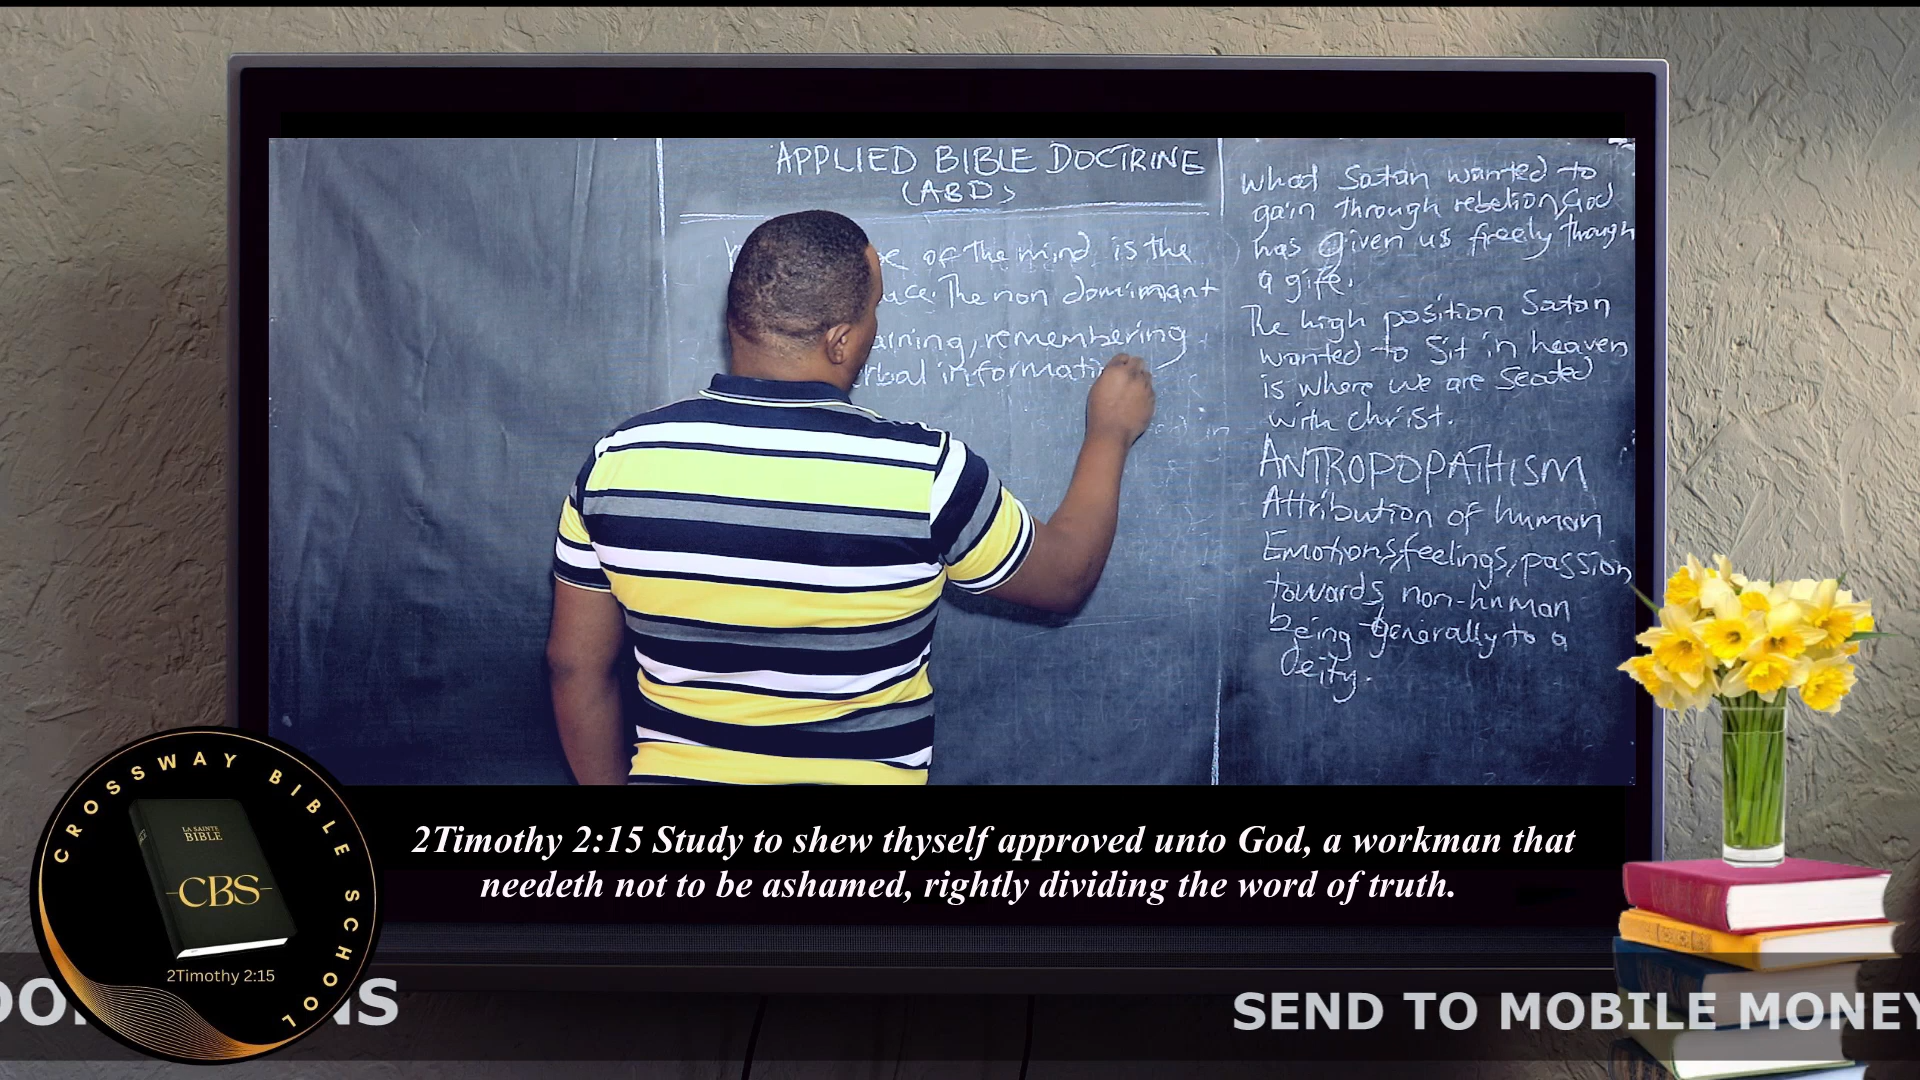 APPLIED BIBLE DOCTRINE
(ABD)
of the mind is the
The non domimant
remembering
informati
What Satan wanted to
gain through rebelion, God
has given us freely through
a gife.
The high position Satan
wanted to Sit in heaven
is where we are Seated
with Christ.
ANTROPOPATHISM
Attribution of human
Emotions, feelings, passion
towards non-human
being generally to a
Deity.
2Timothy 2:15 Study to shew thyself approved unto God, a workman that
needeth not to be ashamed, rightly dividing the word of truth.
CROSSWAY BIBLE SCHOOL
LA SAINTE
BIBLE
CBS
2Timothy 2:15
SEND TO MOBILE MONEY